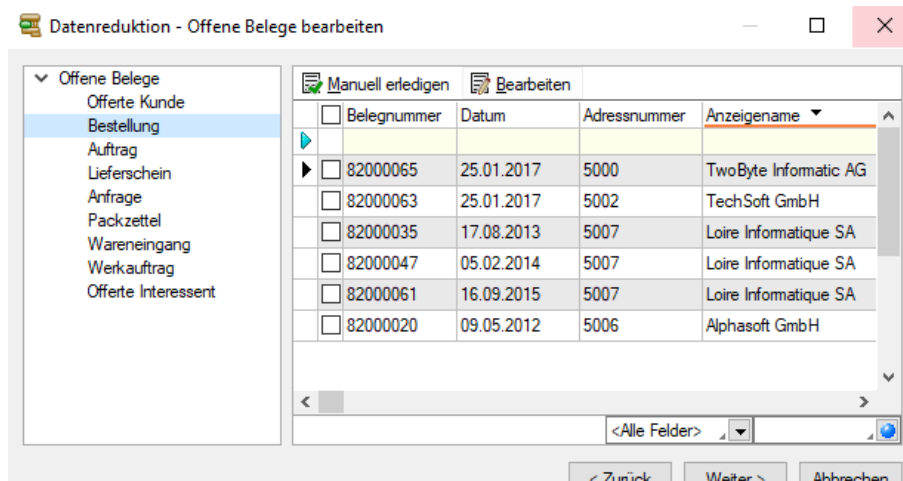 Datenreduktion - Offene Belege bearbeiten
Offene Belege
Offerte Kunde
Bestellung
Auftrag
Lieferschein
Anfrage
Packzettel
Wareneingang
Werkauftrag
Offerte Interessent
Manuell erledigen Bearbeiten
Belegnummer Datum Adressnummer Anzeigename
82000065 25.01.2017 5000 TwoByte Informatic AG
82000063 25.01.2017 5002 TechSoft GmbH
82000035 17.08.2013 5007 Loire Informatique SA
82000047 05.02.2014 5007 Loire Informatique SA
82000061 16.09.2015 5007 Loire Informatique SA
82000020 09.05.2012 5006 Alphasoft GmbH
<Alle Felder>
< Zurück Weiter > Abbrechen